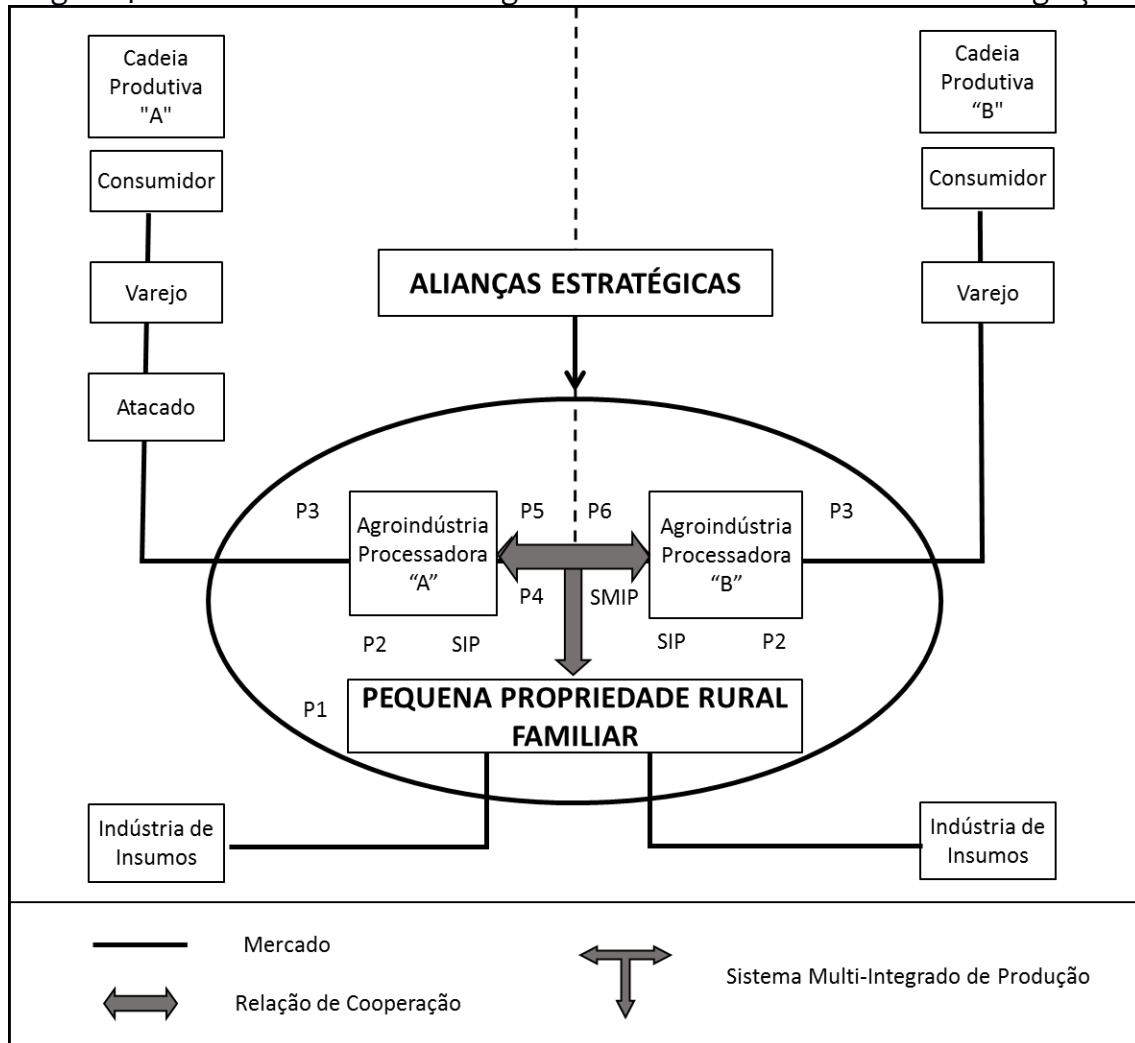 Cadeia
Produtiva
"A"
Consumidor
Varejo
Atacado
Cadeia
Produtiva
“B"
Consumidor
Varejo
ALIANÇAS ESTRATÉGICAS
P3
Agroindústria
Processadora
“A”
P5
P6
P4
SMIP
Agroindústria
Processadora
“B”
P3
P2
SIP
SIP
P2
P1
PEQUENA PROPRIEDADE RURAL
FAMILIAR
Indústria de
Insumos
Indústria de
Insumos
Mercado
Relação de Cooperação
Sistema Multi-Integrado de Produção